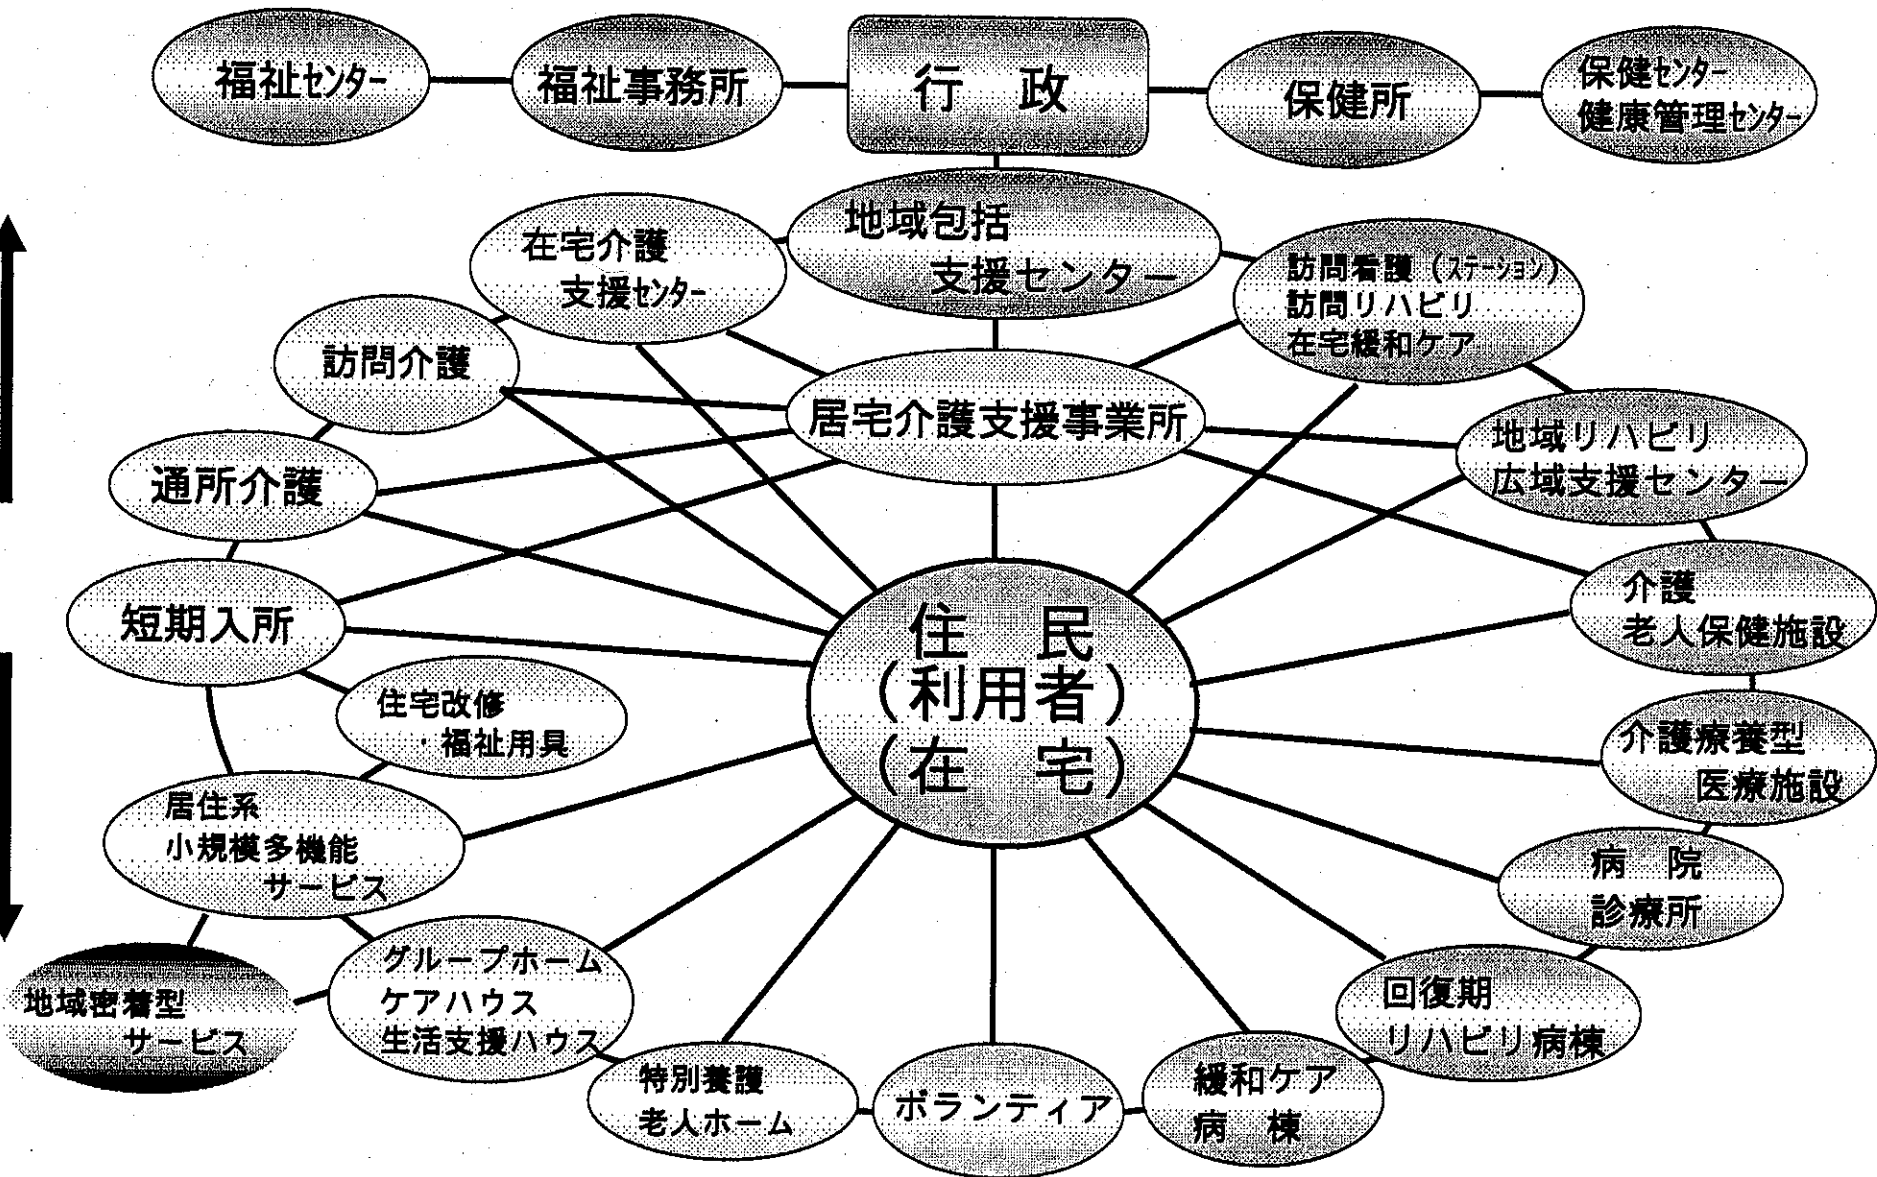 福祉センター
福祉事務所
行　政
保健所
保健センター
健康管理センター
地域包括
支援センター
在宅介護
支援センター
訪問看護（ステーション）
訪問リハビリ
在宅緩和ケア
訪問介護
居宅介護支援事業所
地域リハビリ
広域支援センター
通所介護
介護
老人保健施設
短期入所
住　民
（利用者）
（在　宅）
住宅改修
・福祉用具
介護療養型
医療施設
居住系
小規模多機能
サービス
病　院
診療所
地域密着型
サービス
グループホーム
ケアハウス
生活支援ハウス
回復期
リハビリ病棟
特別養護
老人ホーム
ボランティア
緩和ケア
病　棟